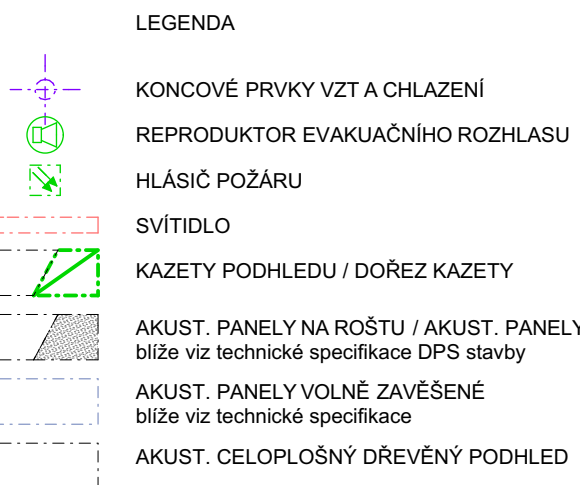 LEGENDA
KONCOVÉ PRVKY VZT A CHLAZENÍ
REPRODUKTOR EVAKUAČNÍHO ROZHLASU
HLÁSIČ POŽÁRU
SVÍTIDLO
KAZETY PODHLEDU / DOŘEZ KAZETY
AKUST. PANELY NA ROŠTU / AKUST. PANELY
blíže viz technické specifikace DPS stavby
AKUST. PANELY VOLNĚ ZAVĚŠENÉ
blíže viz technické specifikace
AKUST. CELOPLOŠNÝ DŘEVĚNÝ PODHLED